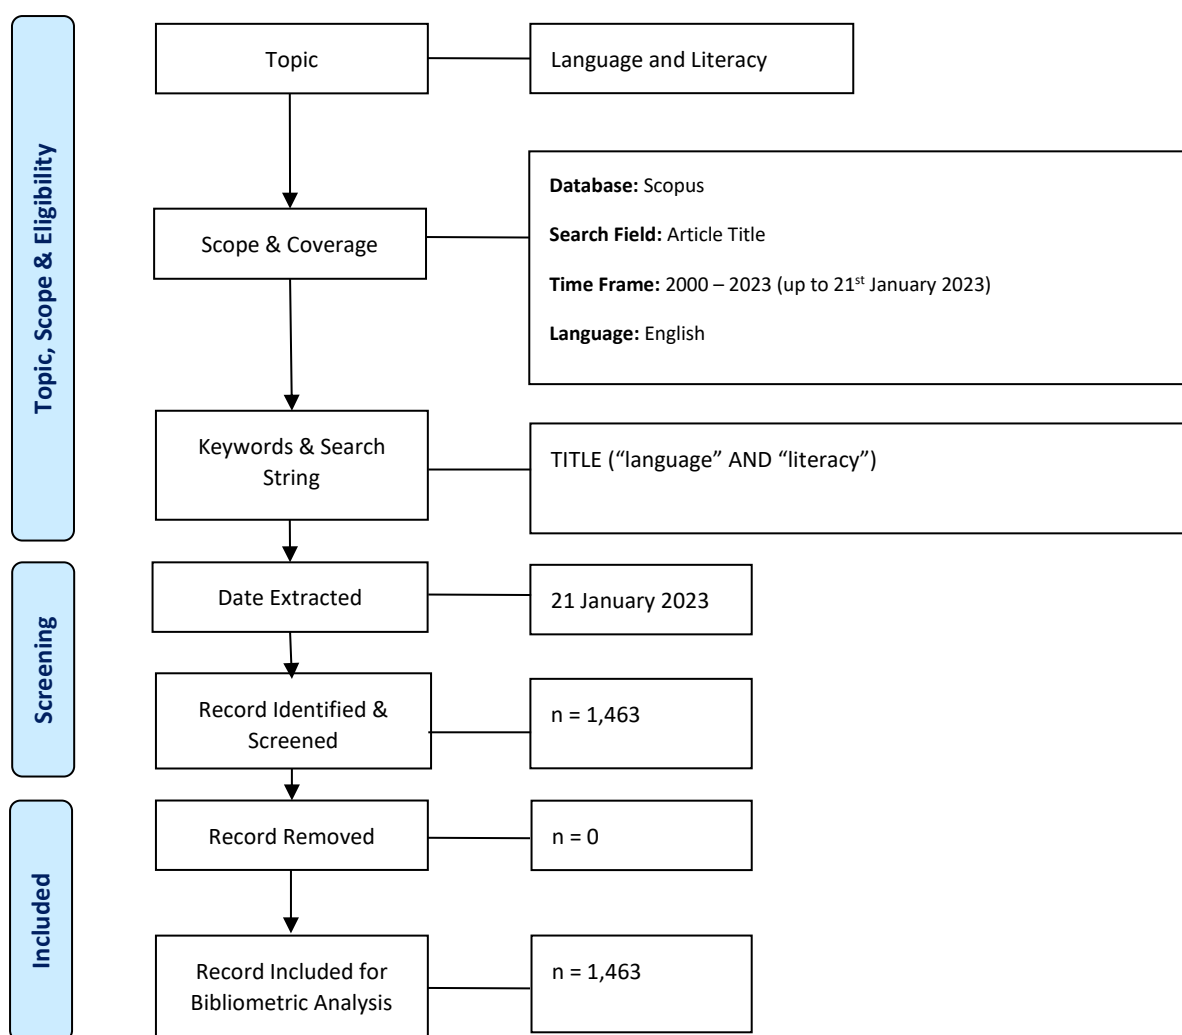 Topic, Scope & Eligibility
Topic
Language and Literacy
Scope & Coverage
Database: Scopus
Search Field: Article Title
Time Frame: 2000 – 2023 (up to 21st January 2023)
Language: English
Keywords & Search
String
TITLE (“language” AND “literacy”)
Screening
Date Extracted
21 January 2023
Record Identified &
Screened
n = 1,463
Included
Record Removed
n = 0
Record Included for
Bibliometric Analysis
n = 1,463